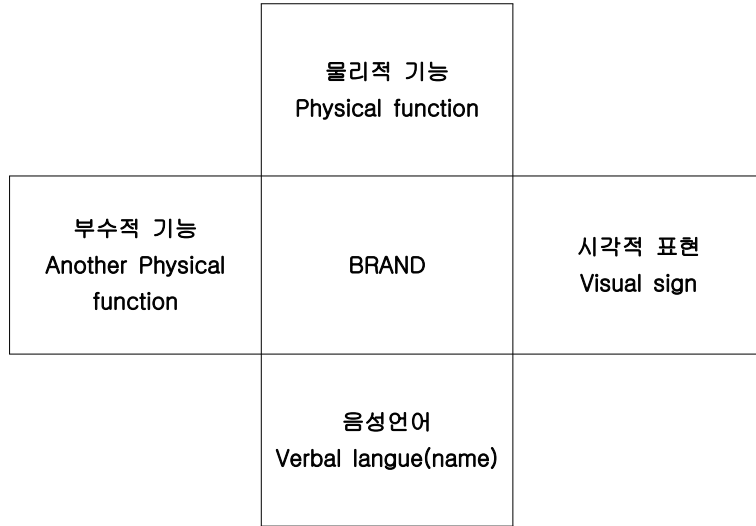 물리적 기능
Physical function
부수적 기능
Another Physical
function
BRAND
시각적 표현
Visual sign
음성언어
Verbal langue(name)